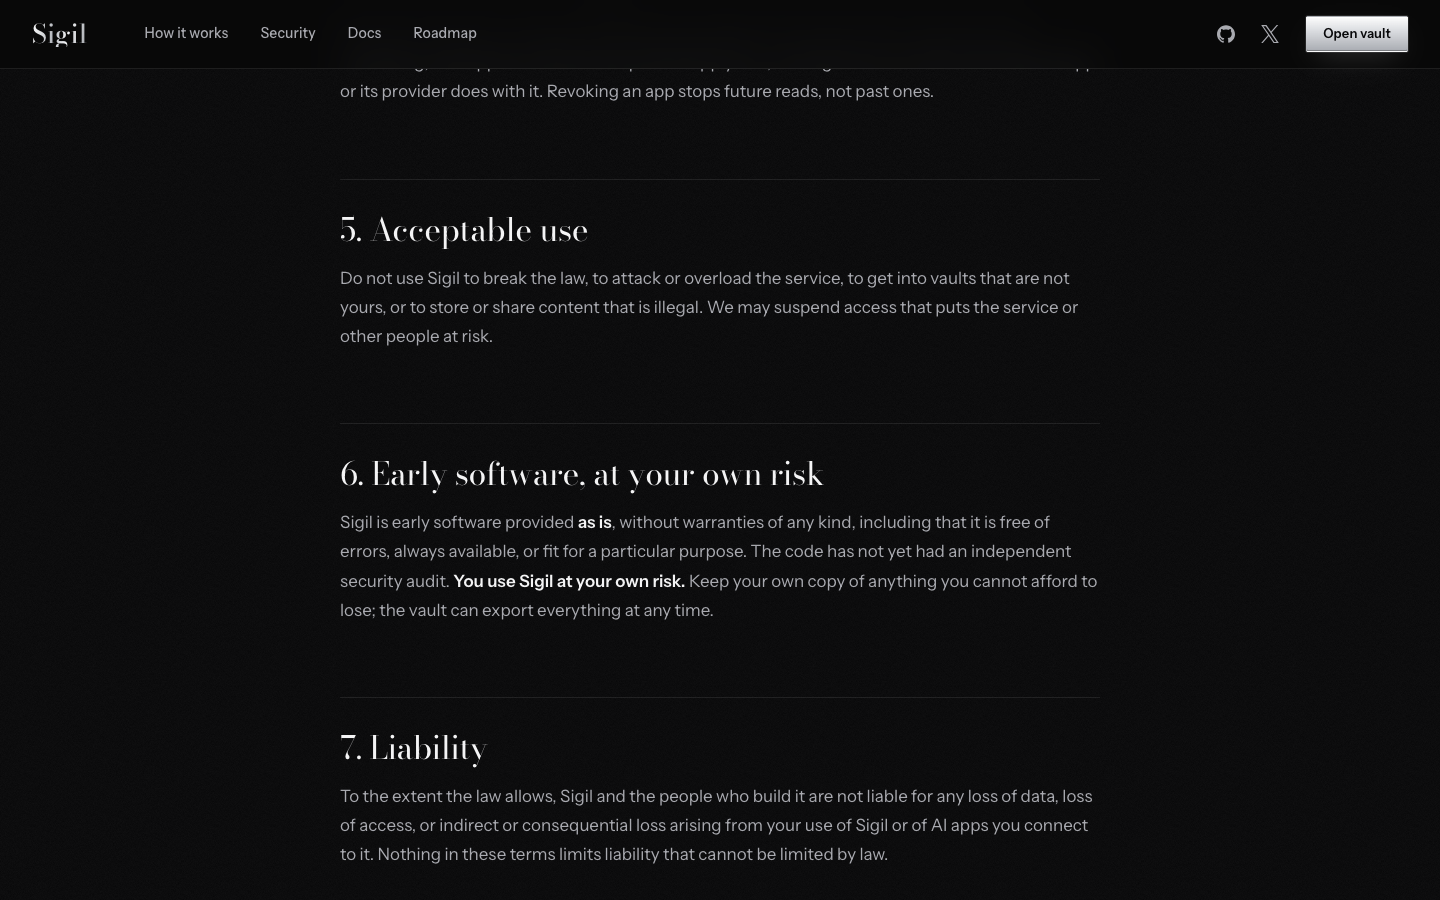 Sigil
How it works
Security
Docs
Roadmap
Open vault
or its provider does with it. Revoking an app stops future reads, not past ones.
5. Acceptable use
Do not use Sigil to break the law, to attack or overload the service, to get into vaults that are not
yours, or to store or share content that is illegal. We may suspend access that puts the service or
other people at risk.
6. Early software, at your own risk
Sigil is early software provided as is, without warranties of any kind, including that it is free of
errors, always available, or fit for a particular purpose. The code has not yet had an independent
security audit. You use Sigil at your own risk. Keep your own copy of anything you cannot afford to
lose; the vault can export everything at any time.
7. Liability
To the extent the law allows, Sigil and the people who build it are not liable for any loss of data, loss
of access, or indirect or consequential loss arising from your use of Sigil or of AI apps you connect
to it. Nothing in these terms limits liability that cannot be limited by law.